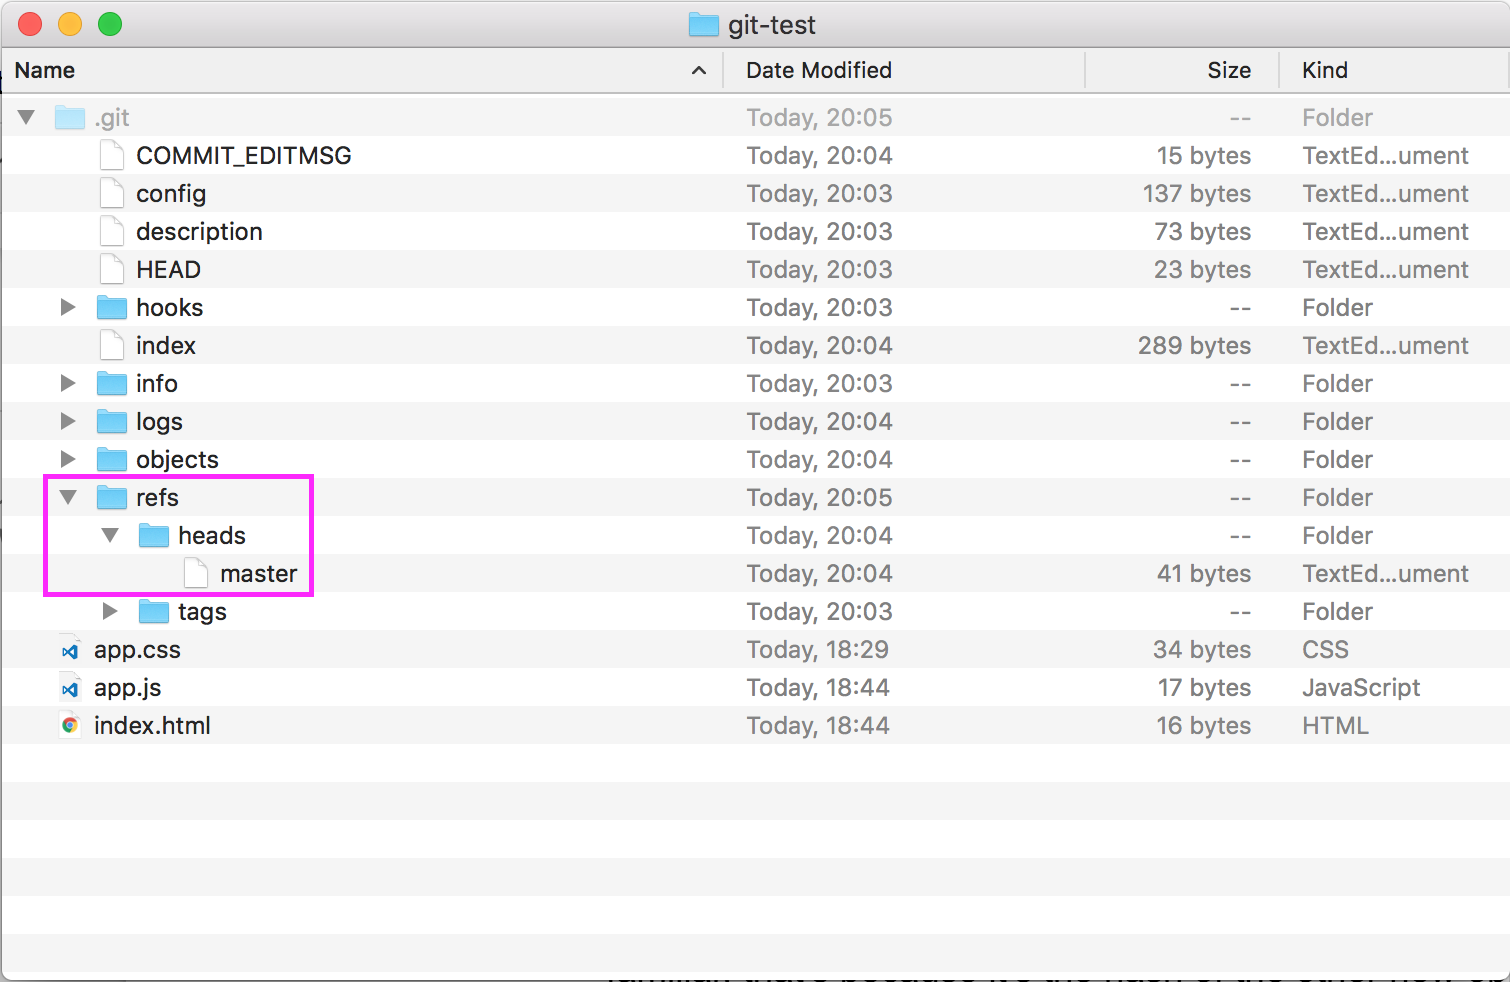 git-test
Name Date Modified Size Kind
.git Today, 20:05 -- Folder
COMMIT_EDITMSG Today, 20:04 15 bytes TextEd...ument
config Today, 20:03 137 bytes TextEd...ument
description Today, 20:03 73 bytes TextEd...ument
HEAD Today, 20:03 23 bytes TextEd...ument
hooks Today, 20:03 -- Folder
index Today, 20:04 289 bytes TextEd...ument
info Today, 20:03 -- Folder
logs Today, 20:04 -- Folder
objects Today, 20:04 -- Folder
refs Today, 20:05 -- Folder
heads Today, 20:04 -- Folder
master Today, 20:04 41 bytes TextEd...ument
tags Today, 20:03 -- Folder
app.css Today, 18:29 34 bytes CSS
app.js Today, 18:44 17 bytes JavaScript
index.html Today, 18:44 16 bytes HTML